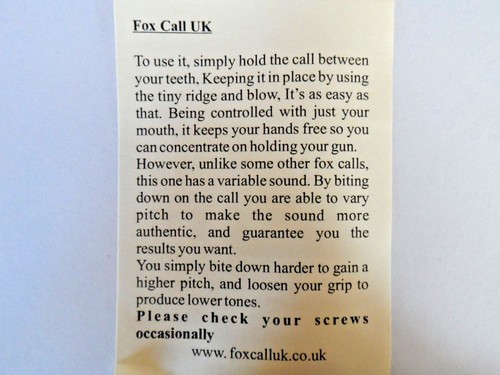 Fox Call UK
To use it, simply hold the call between
your teeth, Keeping it in place by using
the tiny ridge and blow, It's as easy as
that. Being controlled with just your
mouth, it keeps your hands free so you
can concentrate on holding your gun.
However, unlike some other fox calls,
this one has a variable sound. By biting
down on the call you are able to vary
pitch to make the sound more
authentic, and guarantee you the
results you want.
You simply bite down harder to gain a
higher pitch, and loosen your grip to
produce lower tones.
Please check your screws
occasionally
www.foxcalluk.co.uk